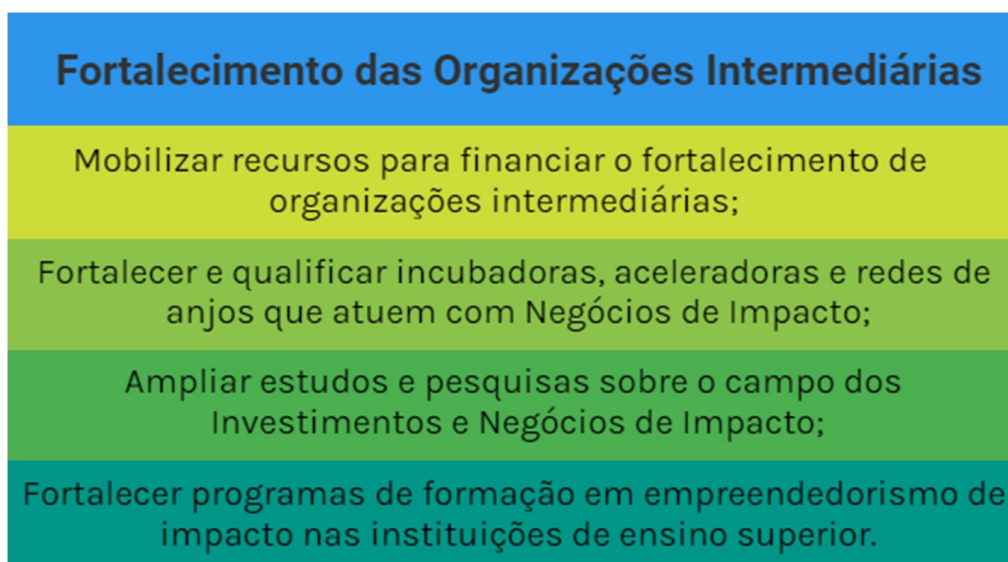 Fortalecimento das Organizações Intermediárias
Mobilizar recursos para financiar o fortalecimento de
organizações intermediárias;
Fortalecer e qualificar incubadoras, aceleradoras e redes de
anjos que atuem com Negócios de Impacto;
Ampliar estudos e pesquisas sobre o campo dos
Investimentos e Negócios de Impacto;
Fortalecer programas de formação em empreendedorismo de
impacto nas instituições de ensino superior.